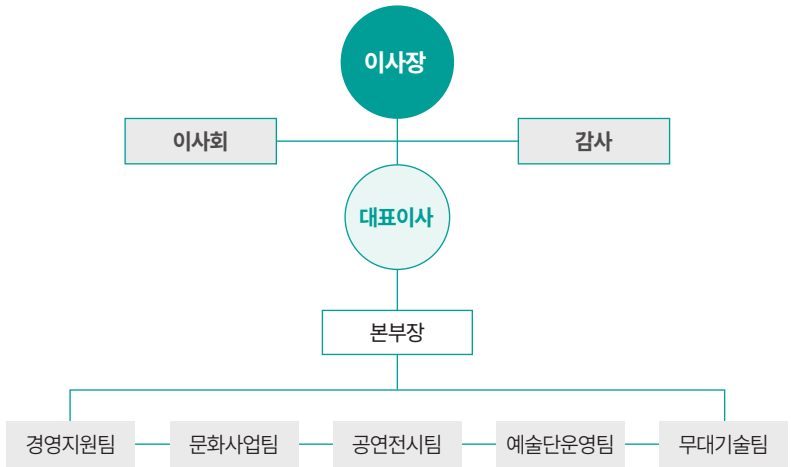 이사장
이사회
감사
대표이사
본부장
경영지원팀
문화사업팀
공연전시팀
예술단운영팀
무대기술팀